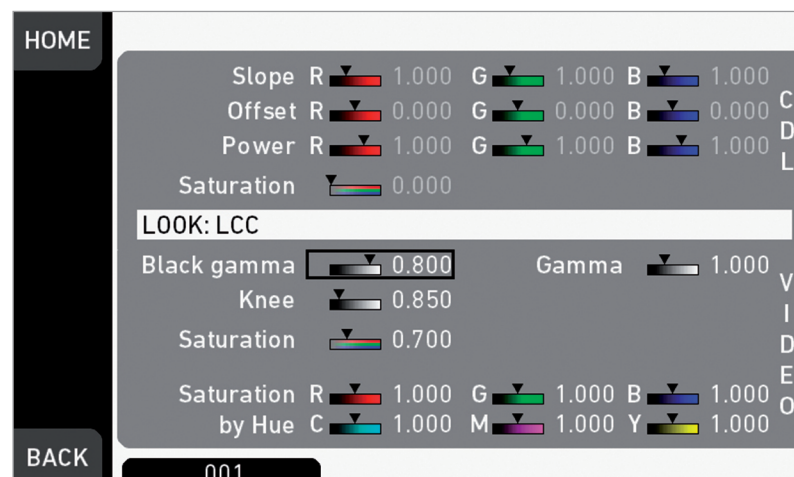 HOME
Slope R 1.000 G 1.000 B 1.000
Offset R 0.000 G 0.000 B 0.000
Power R 1.000 G 1.000 B 1.000
Saturation 0.000
CDL
LOOK: LCC
Black gamma 0.800 Gamma 1.000
Knee 0.850
Saturation 0.700
Saturation R 1.000 G 1.000 B 1.000
by Hue C 1.000 M 1.000 Y 1.000
VIDEO
BACK
001